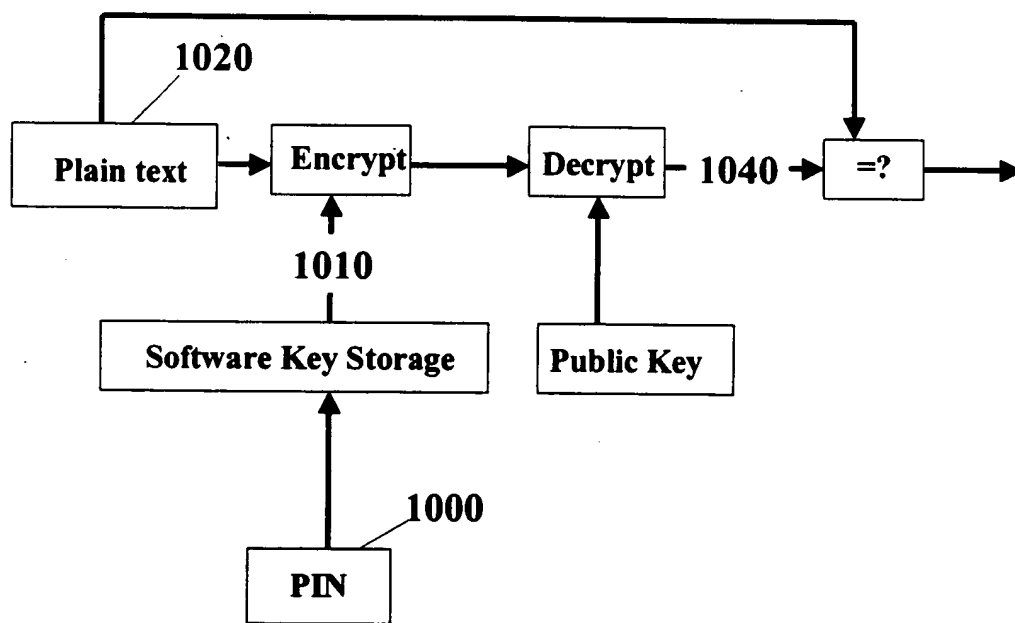 1020
Plain text
Encrypt
Decrypt
1040
=?
1010
Software Key Storage
Public Key
1000
PIN